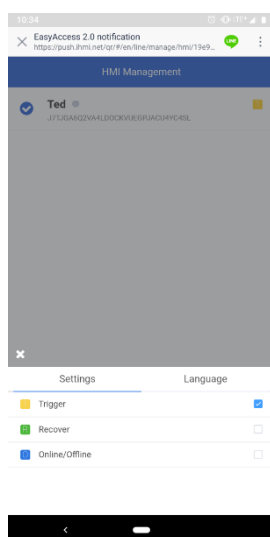 10:34
EasyAccess 2.0 notification
https://push.ihmi.net/qr/#/en/line/manage/hmi/19e9...
LINE
HMI Management
Ted
Settings
Language
Trigger
R
Recover
O
Online/Offline